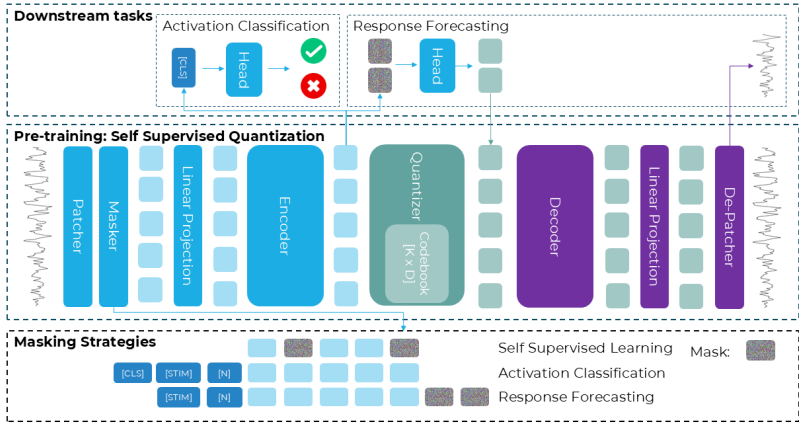 Downstream tasks
Activation Classification
[CLS]
Head
Response Forecasting
Head
Pre-training: Self Supervised Quantization
Patcher
Masker
Linear Projection
Encoder
Quantizer
Codebook
[K x D]
Decoder
Linear Projection
De-Patcher
Masking Strategies
Self Supervised Learning
Mask:
[CLS] [STIM] [N] Activation Classification
[STIM] [N] Response Forecasting